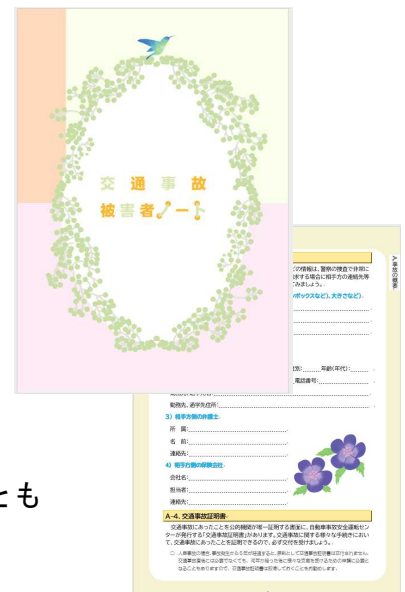 交通事故
被害者ノート
どの情報は、警察の捜査で非常に
求する場合に相手方の連絡先等
てみましょう。
ボックスなど）、大きさなど）
A 事故の概要
年齢（年代）：
電話番号：
勤務先、通学先住所：
3）相手方側の弁護士
所　属：
名　前：
連絡先：
4）相手方側の保険会社
会社名：
担当者：
連絡先：
とも
A-4. 交通事故証明書
交通事故にあったことを公的機関が唯一証明する書面に、自動車事故安全運転セン
ターが発行する「交通事故証明書」があります。交通事故に関する様々な手続きにおい
て、交通事故にあったことを証明できるので、必ず交付を受けましょう。